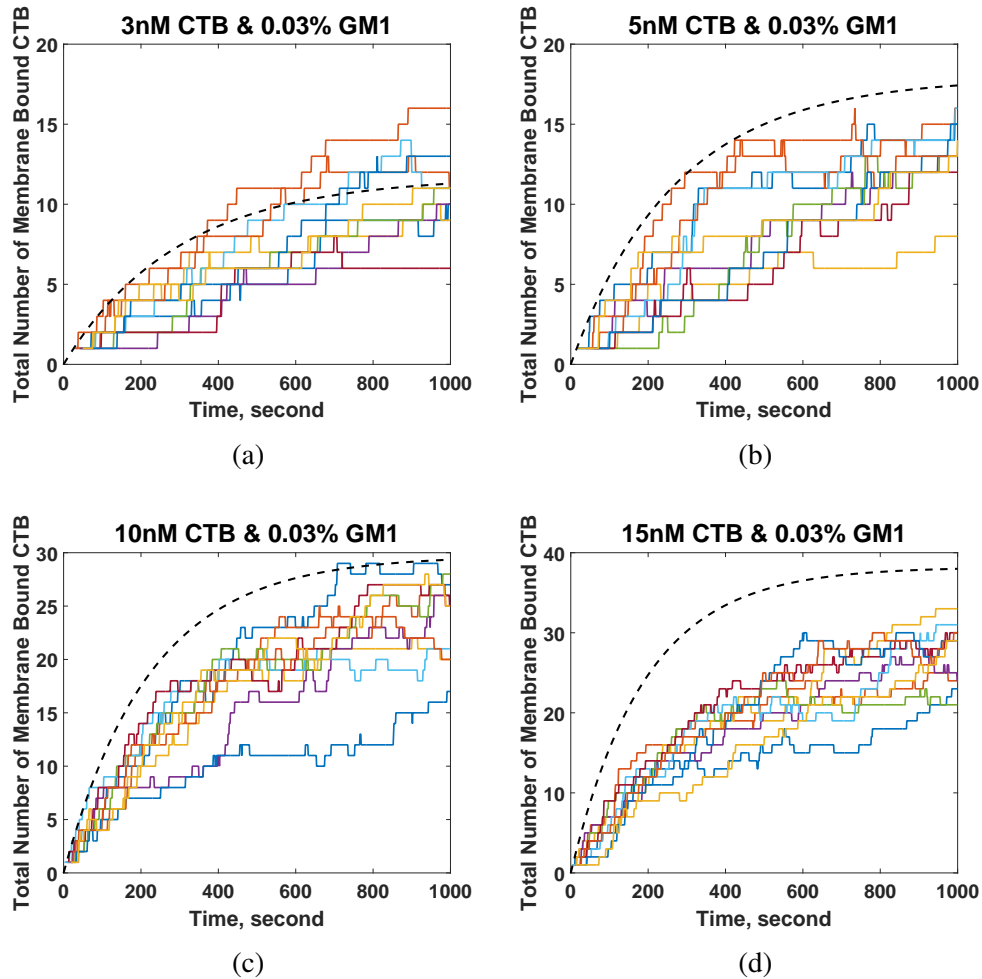 3nM CTB & 0.03% GM1
Total Number of Membrane Bound CTB
20
15
10
5
0
0 200 400 600 800 1000
Time, second
(a)
5nM CTB & 0.03% GM1
Total Number of Membrane Bound CTB
20
15
10
5
0
0 200 400 600 800 1000
Time, second
(b)
10nM CTB & 0.03% GM1
Total Number of Membrane Bound CTB
30
25
20
15
10
5
0
0 200 400 600 800 1000
Time, second
(c)
15nM CTB & 0.03% GM1
Total Number of Membrane Bound CTB
40
30
20
10
0
0 200 400 600 800 1000
Time, second
(d)